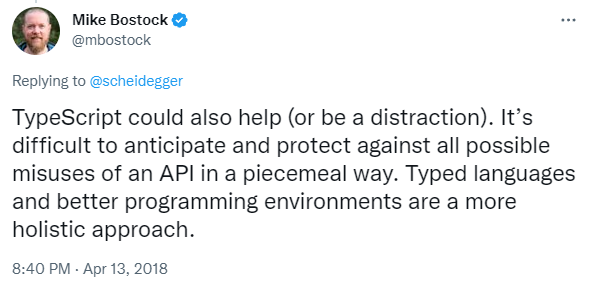 Mike Bostock
@mbostock
Replying to @scheidegger
TypeScript could also help (or be a distraction). It’s
difficult to anticipate and protect against all possible
misuses of an API in a piecemeal way. Typed languages
and better programming environments are a more
holistic approach.
8:40 PM · Apr 13, 2018